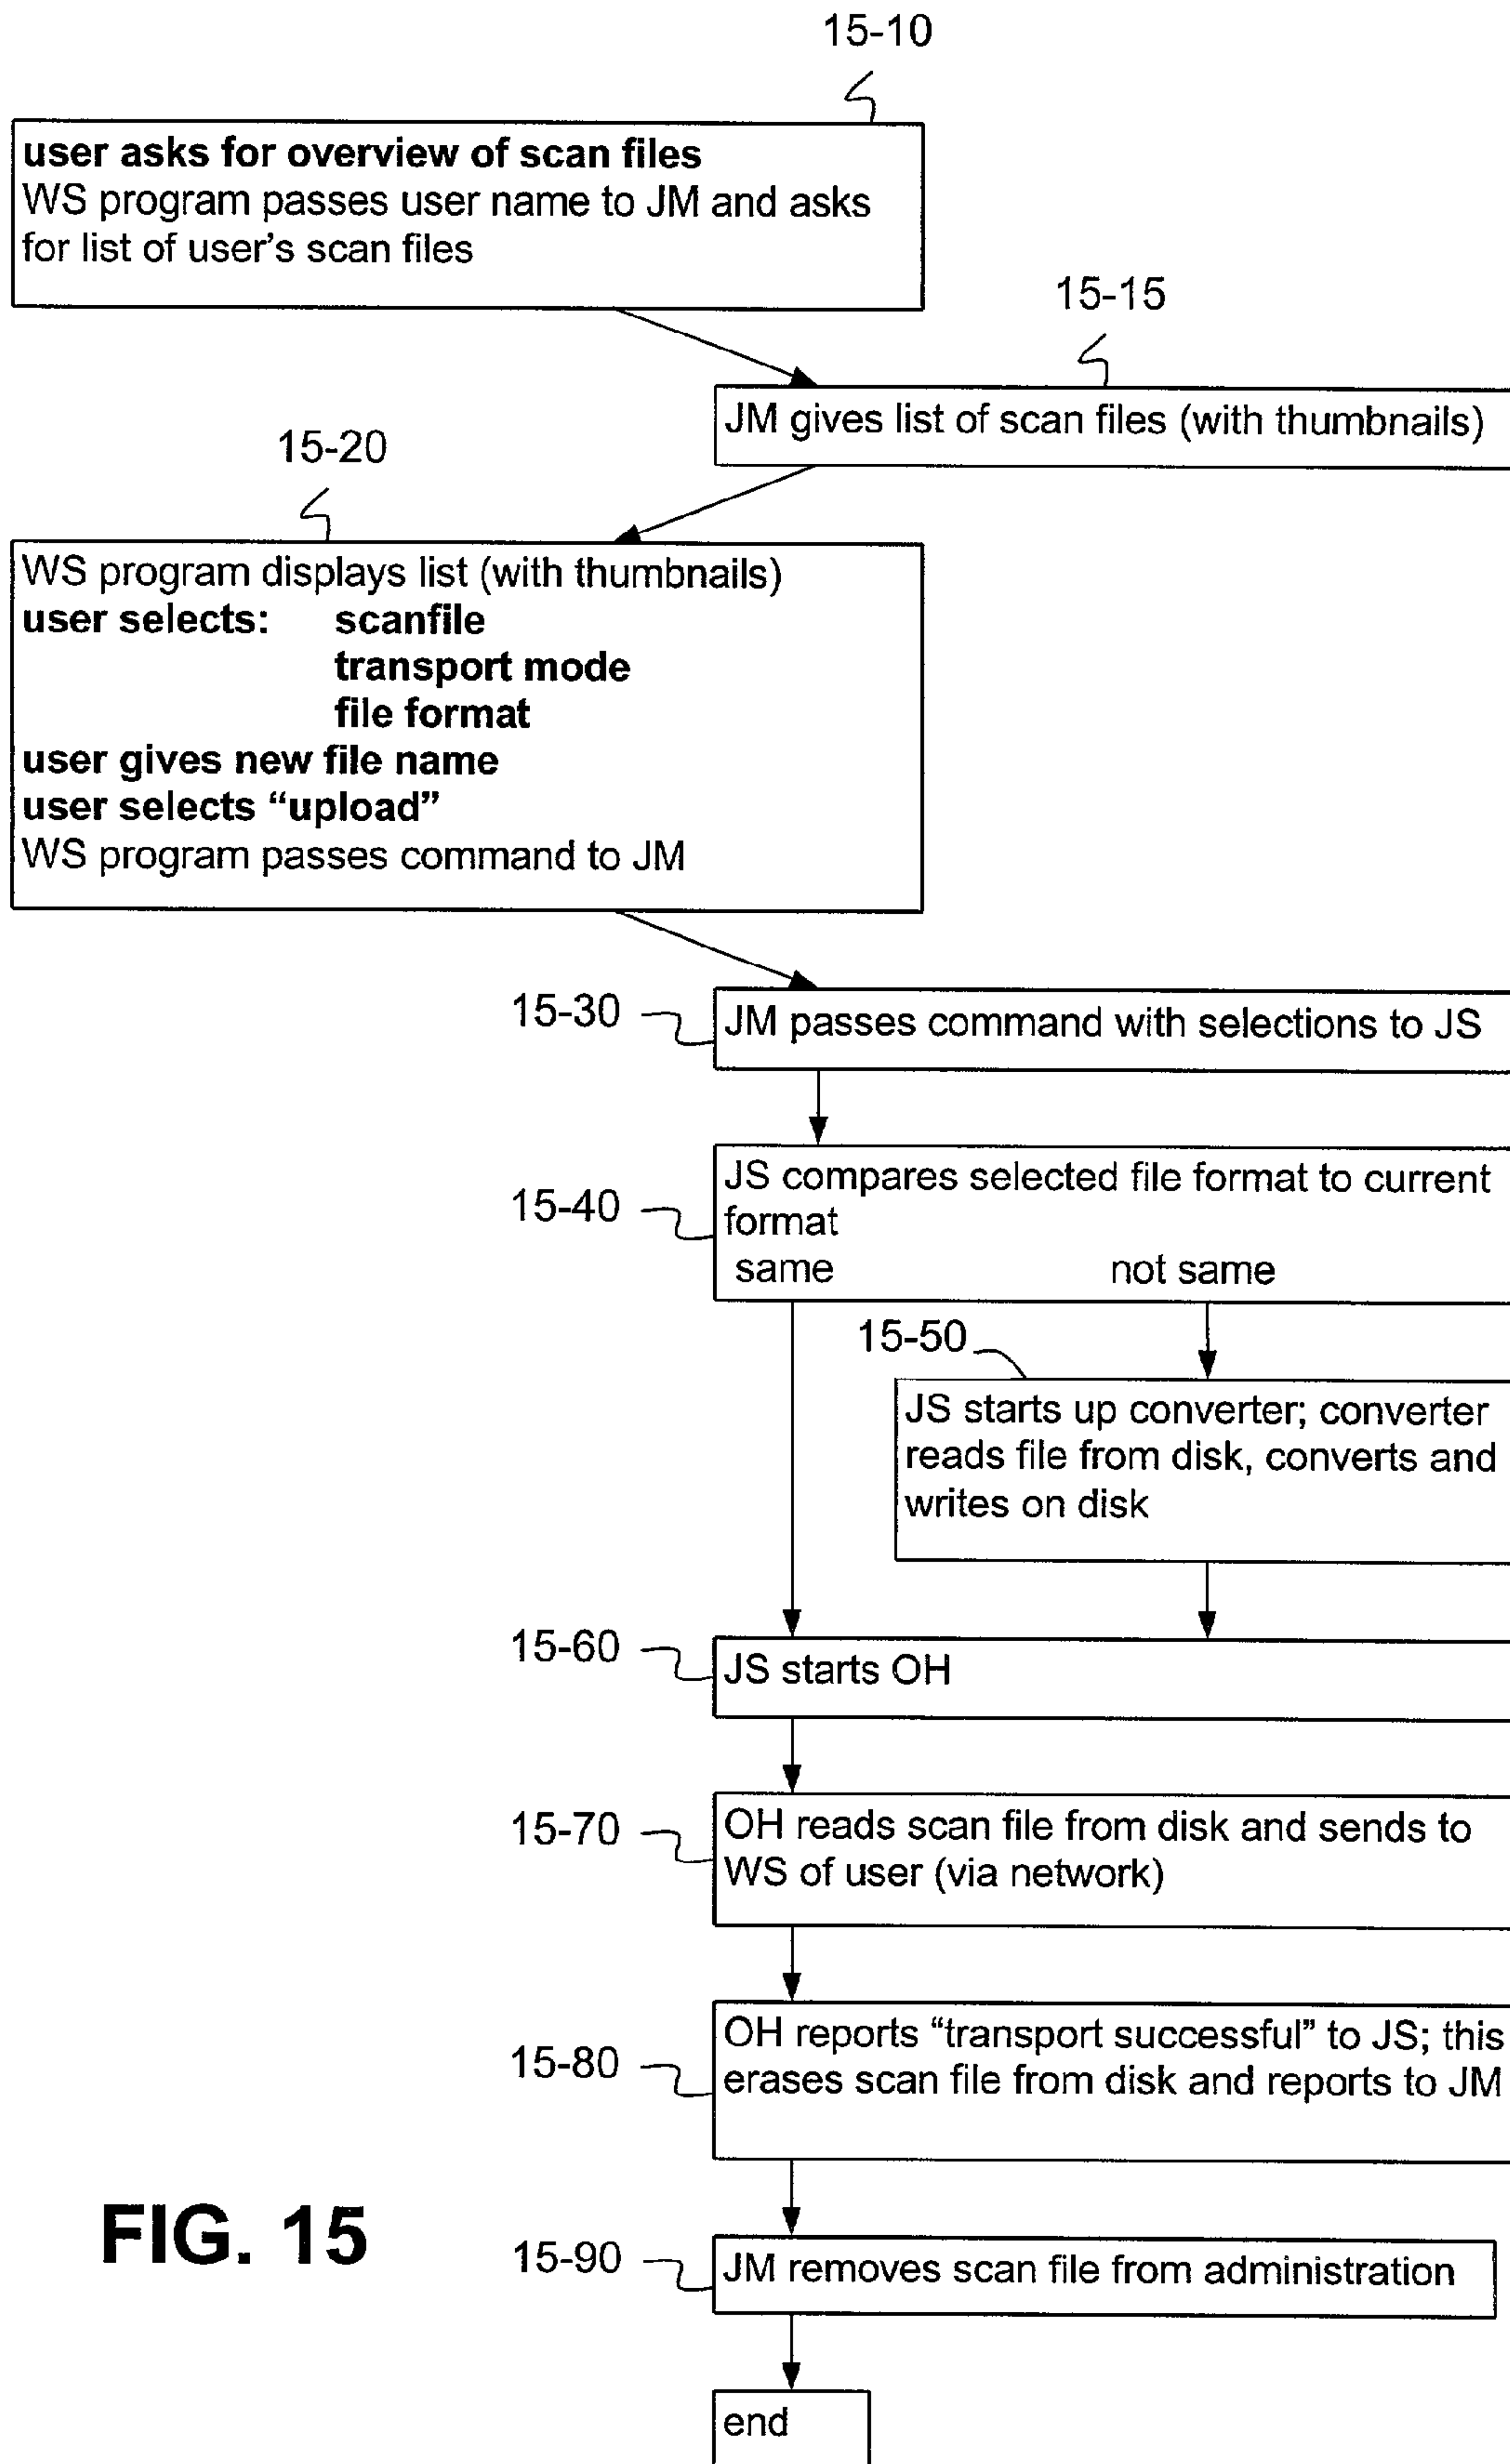 15-10
user asks for overview of scan files
WS program passes user name to JM and asks
for list of user's scan files
15-15
JM gives list of scan files (with thumbnails)
15-20
WS program displays list (with thumbnails)
user selects: scanfile
transport mode
file format
user gives new file name
user selects “upload”
WS program passes command to JM
15-30
JM passes command with selections to JS
15-40
JS compares selected file format to current
format
same not same
15-50
JS starts up converter; converter
reads file from disk, converts and
writes on disk
15-60
JS starts OH
15-70
OH reads scan file from disk and sends to
WS of user (via network)
15-80
OH reports “transport successful” to JS; this
erases scan file from disk and reports to JM
15-90
JM removes scan file from administration
end
FIG. 15